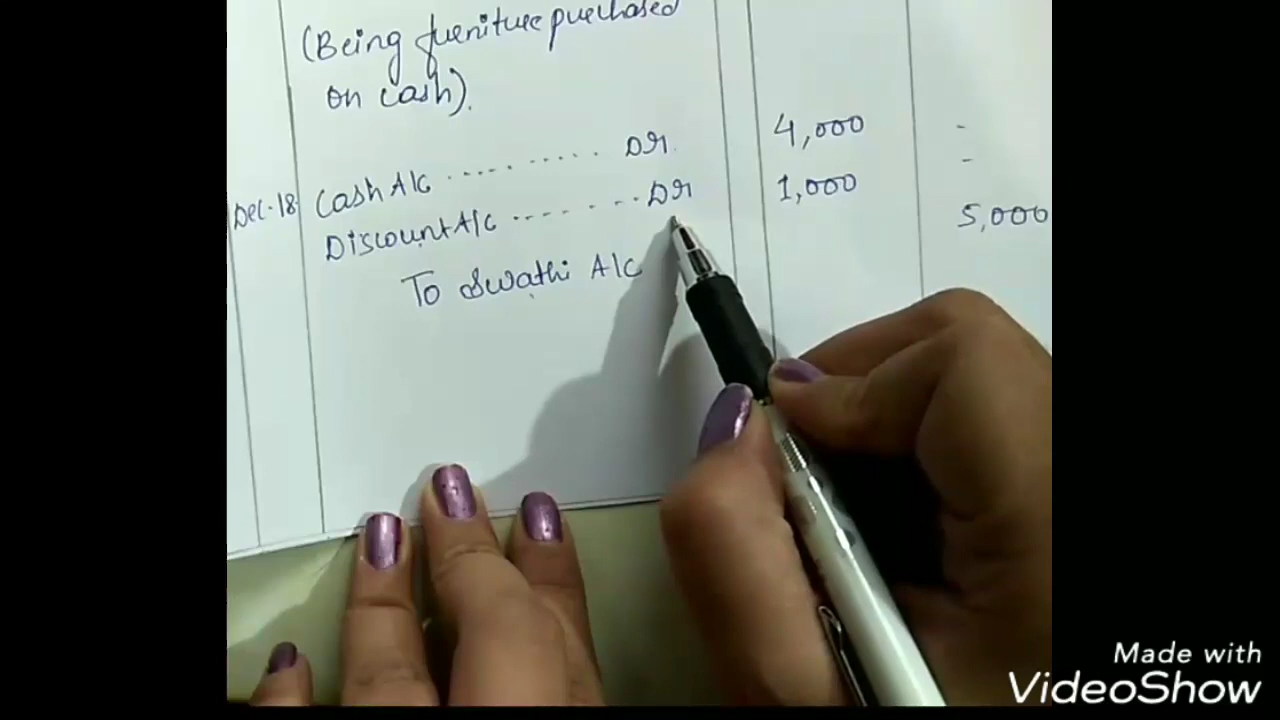 (Being furniture purchased
on cash).
Dec-18 Cash A/c .......... Dr. 4,000 -
Discount A/c ........ Dr 1,000 -
To Swathi A/c 5,000
Made with
VideoShow